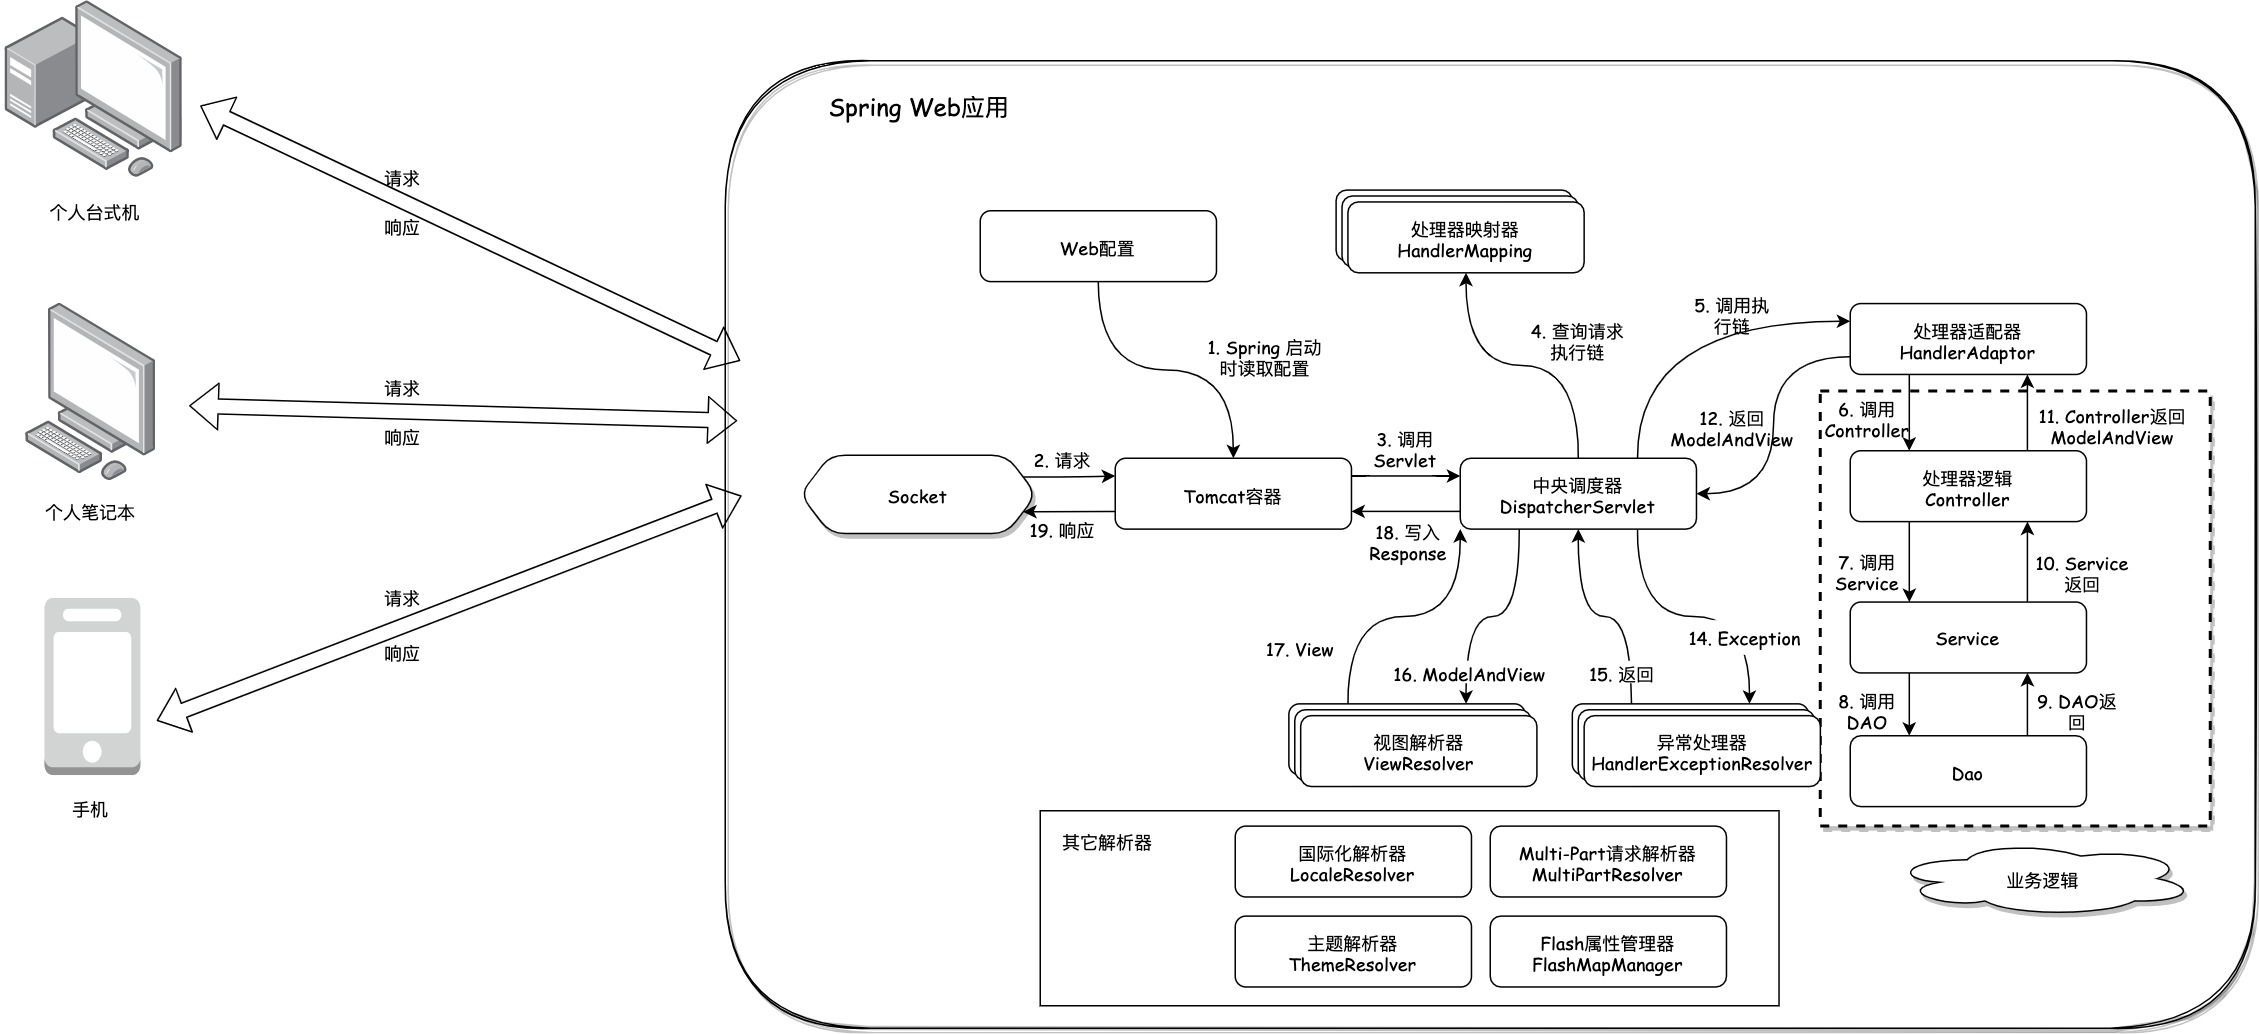 Spring Web应用
请求
响应
个人台式机
请求
响应
个人笔记本
请求
响应
手机
Web配置
处理器映射器
HandlerMapping
1. Spring 启动
时读取配置
4. 查询请求
执行链
5. 调用执
行链
处理器适配器
HandlerAdaptor
Socket
2. 请求
19. 响应
Tomcat容器
3. 调用
Servlet
18. 写入
Response
中央调度器
DispatcherServlet
12. 返回
ModelAndView
6. 调用
Controller
11. Controller返回
ModelAndView
处理器逻辑
Controller
7. 调用
Service
10. Service
返回
Service
8. 调用
DAO
9. DAO返
回
Dao
17. View
16. ModelAndView
15. 返回
14. Exception
视图解析器
ViewResolver
异常处理器
HandlerExceptionResolver
其它解析器
国际化解析器
LocaleResolver
Multi-Part请求解析器
MultiPartResolver
主题解析器
ThemeResolver
Flash属性管理器
FlashMapManager
业务逻辑